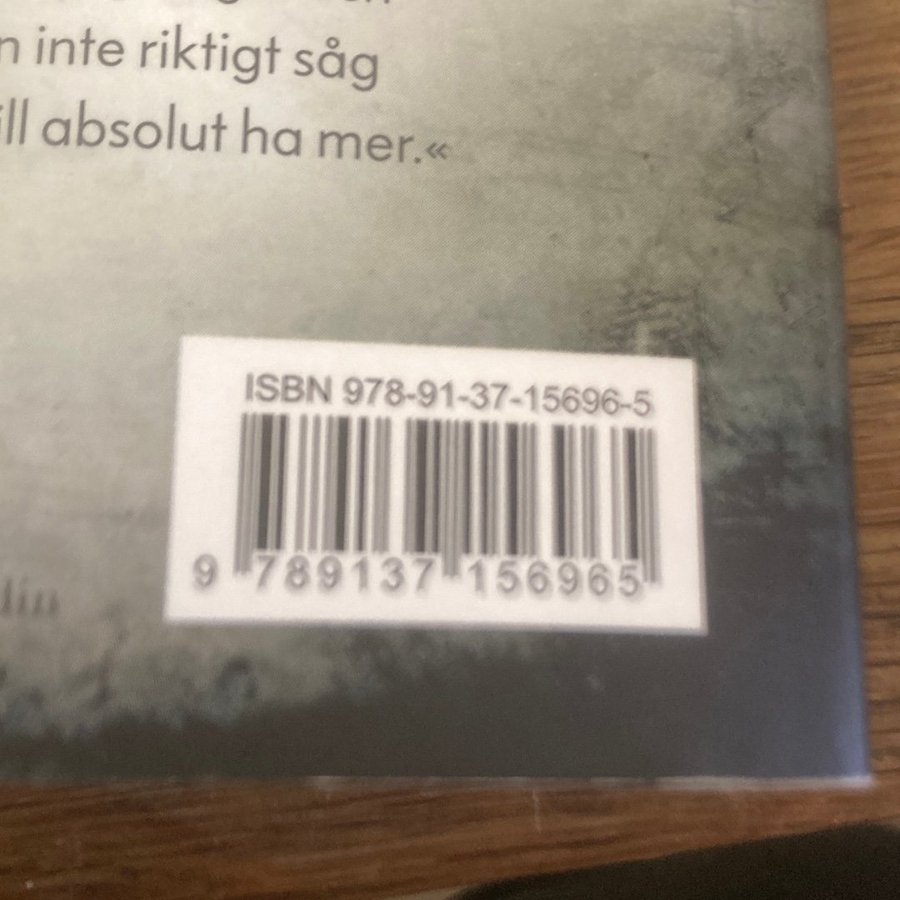 n inte riktigt såg
ill absolut ha mer.«
ISBN 978-91-37-15696-5
9 789137 156965